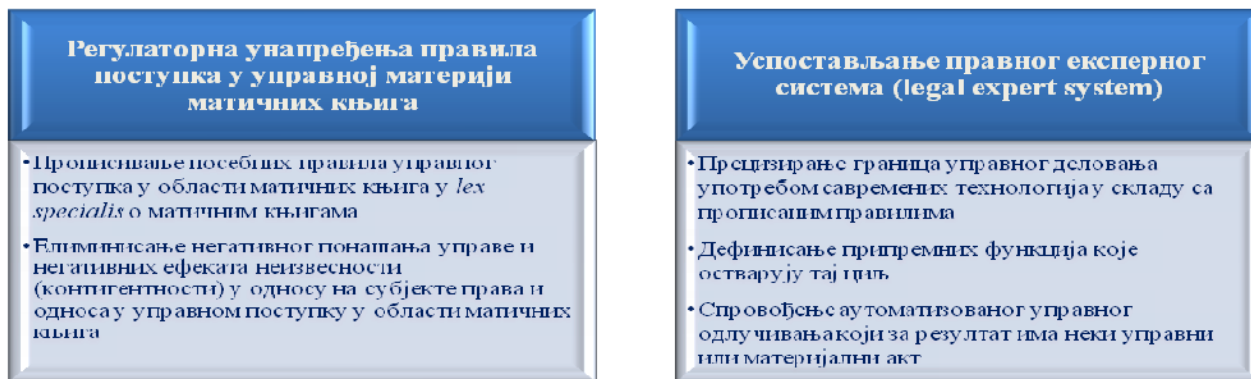 Регулаторна унапређења правила
поступка у управној материји
матичних књига
• Прописивање посебних правила управног
поступка у области матичних књига у lex
specialis о матичним књигама
• Елиминисање негативног понашања управе и
негативних ефеката неизвесности
(контигентности) у односу на субјекте права и
односа у управном поступку у области матичних
књига
Успостављање правног експерног
система (legal expert system)
• Прецизирање граница управног деловања
употребом савремених технологија у складу са
прописаним правилима
• Дефинисање припремних функција које
остварују тај циљ
• Спровођење аутоматизованог управног
одлучивања који за резултат има неки управни
или материјални акт